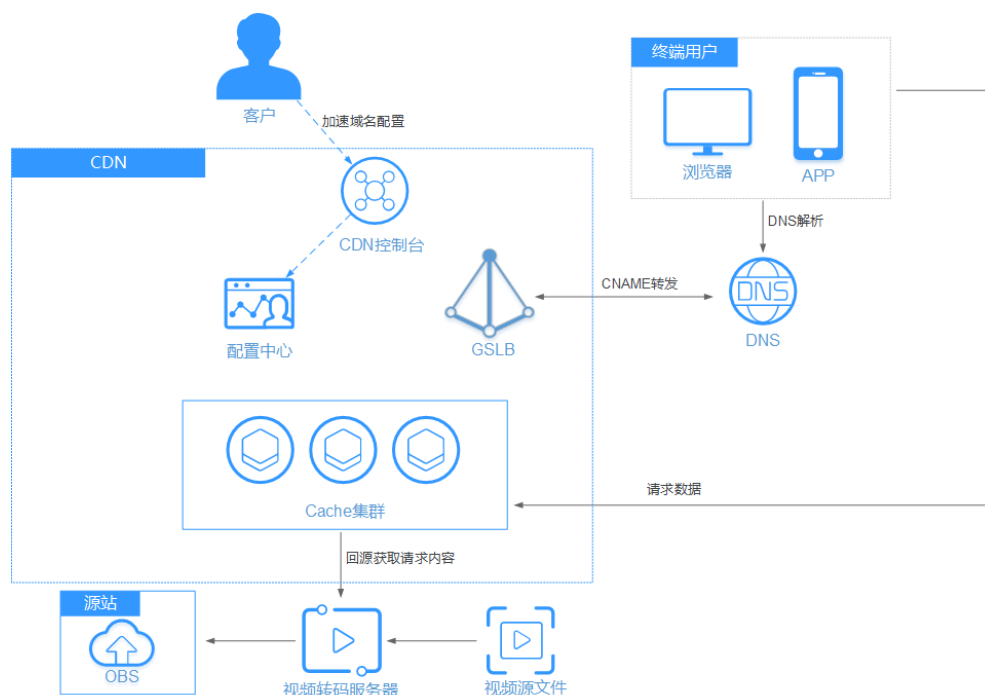 客户
加速域名配置
CDN
CDN控制台
配置中心
GSLB
CNAME转发
终端用户
浏览器
APP
DNS解析
DNS
DNS
Cache集群
请求数据
回源获取请求内容
源站
OBS
视频转码服务器
视频源文件